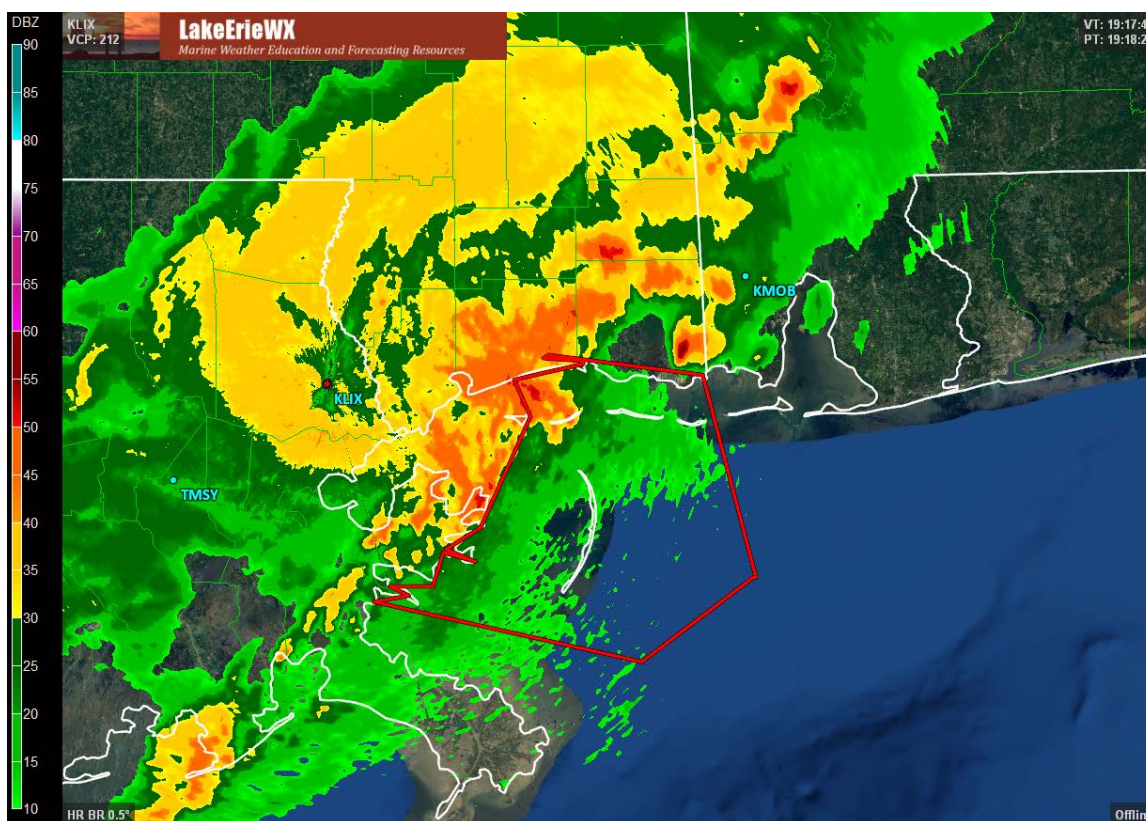 DBZ
90
85
80
75
70
65
60
55
50
45
40
35
30
25
20
15
10
KLIX
VCP: 212
LakeErieWX
Marine Weather Education and Forecasting Resources
VT: 19:17:4
PT: 19:18:2
KMOB
KLIX
TMSY
HR BR 0.5°
Offlin